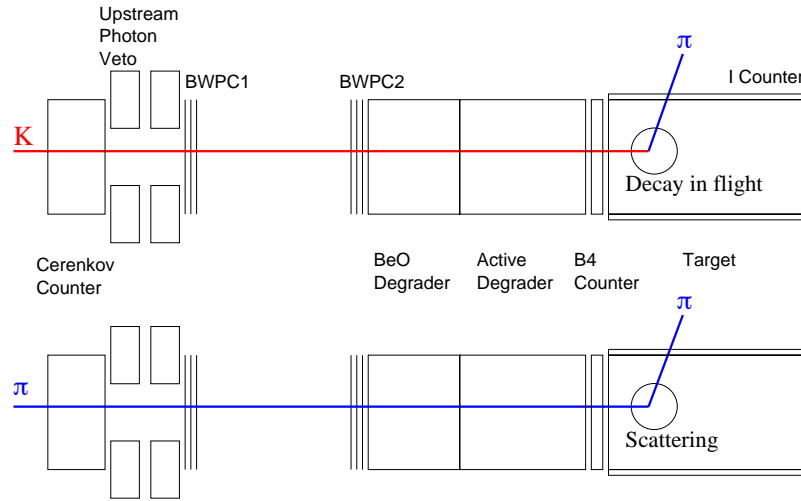 Upstream
Photon
Veto
π
BWPC1
BWPC2
I Counter
K
Decay in flight
Cerenkov
Counter
BeO
Degrader
Active
Degrader
B4
Counter
Target
π
π
Scattering